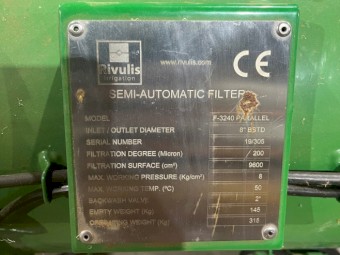 Rivulis
Irrigation
www.rivulis.com
CE
SEMI-AUTOMATIC FILTER
MODEL F-3240 PARALLEL
INLET / OUTLET DIAMETER 8" BSTD
SERIAL NUMBER 19/305
FILTRATION DEGREE (Micron) 200
FILTRATION SURFACE (cm²) 9600
MAX. WORKING PRESSURE (Kg/cm²) 8
MAX. WORKING TEMP. (ºC) 50
BACKWASH VALVE 2"
EMPTY WEIGHT (Kg) 145
OPERATING WEIGHT (Kg) 315